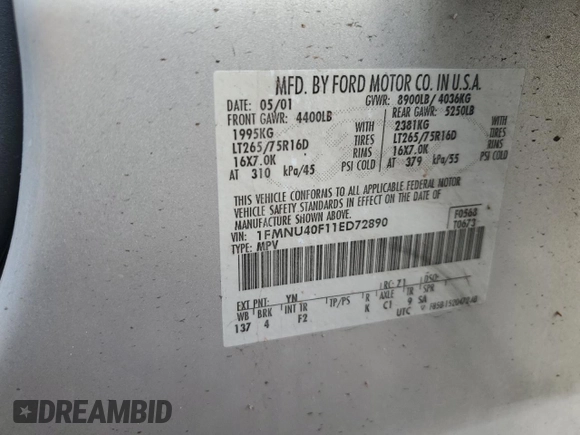 MFD. BY FORD MOTOR CO. IN U.S.A.
DATE: 05/01 GVWR: 8900LB/ 4036KG
FRONT GAWR: 4400LB REAR GAWR: 5250LB
1995KG WITH 2381KG WITH
LT265/75R16D TIRES LT265/75R16D TIRES
16X7.0K RIMS 16X7.0K RIMS
AT 310 kPa/45 PSI COLD AT 379 kPa/55 PSI COLD
THIS VEHICLE CONFORMS TO ALL APPLICABLE FEDERAL MOTOR
VEHICLE SAFETY STANDARDS IN EFFECT ON THE DATE OF
MANUFACTURE SHOWN ABOVE.
VIN: 1FMNU40F11ED72890 F0560
TYPE: MPV T0673
EXT PNT: YN RC: DSO:
WB BRK INT TR TP/PS R AXLE TR SPR
137 4 F2 K C1 9 SA
UTC
DREAMBID